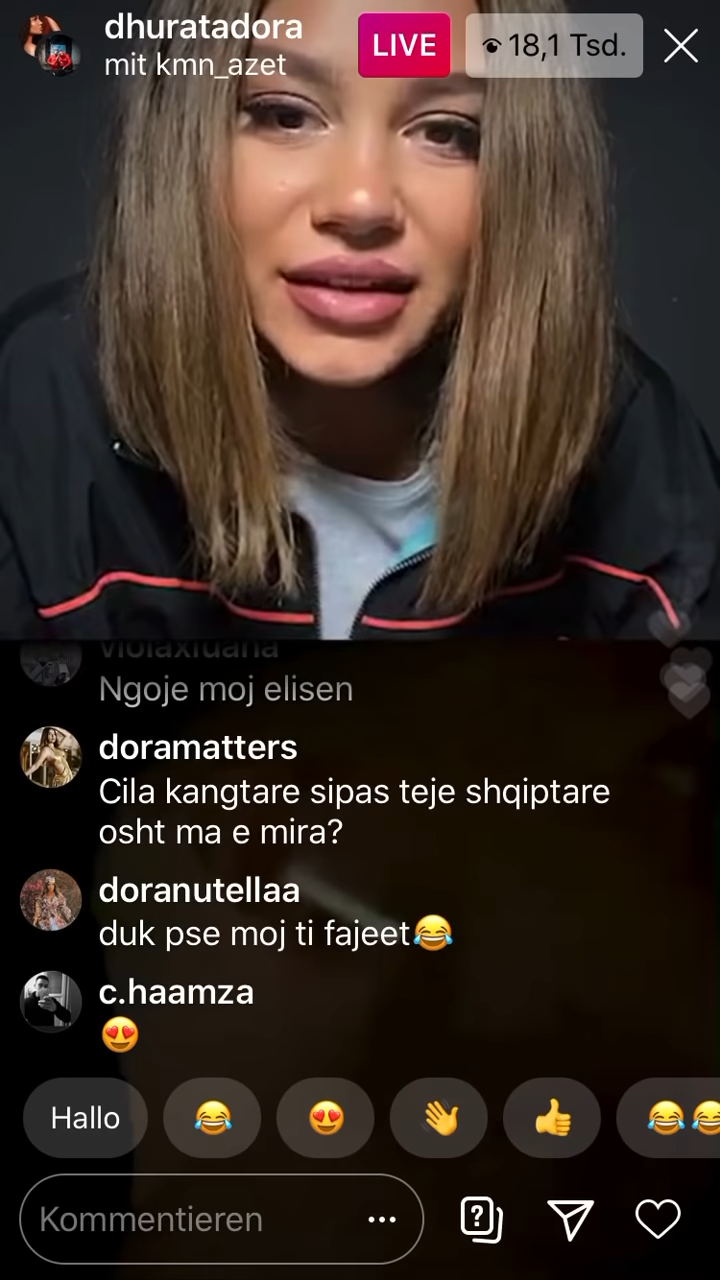 dhuratadora
mit kmn_azet
LIVE
18,1 Tsd.
violaxluana
Ngoje moj elisen
doramatters
Cila kangtare sipas teje shqiptare
osht ma e mira?
doranutellaa
duk pse moj ti fajeet😂
c.haamza
😍
Hallo 😂 😍 👋 👍 😂😂
Kommentieren